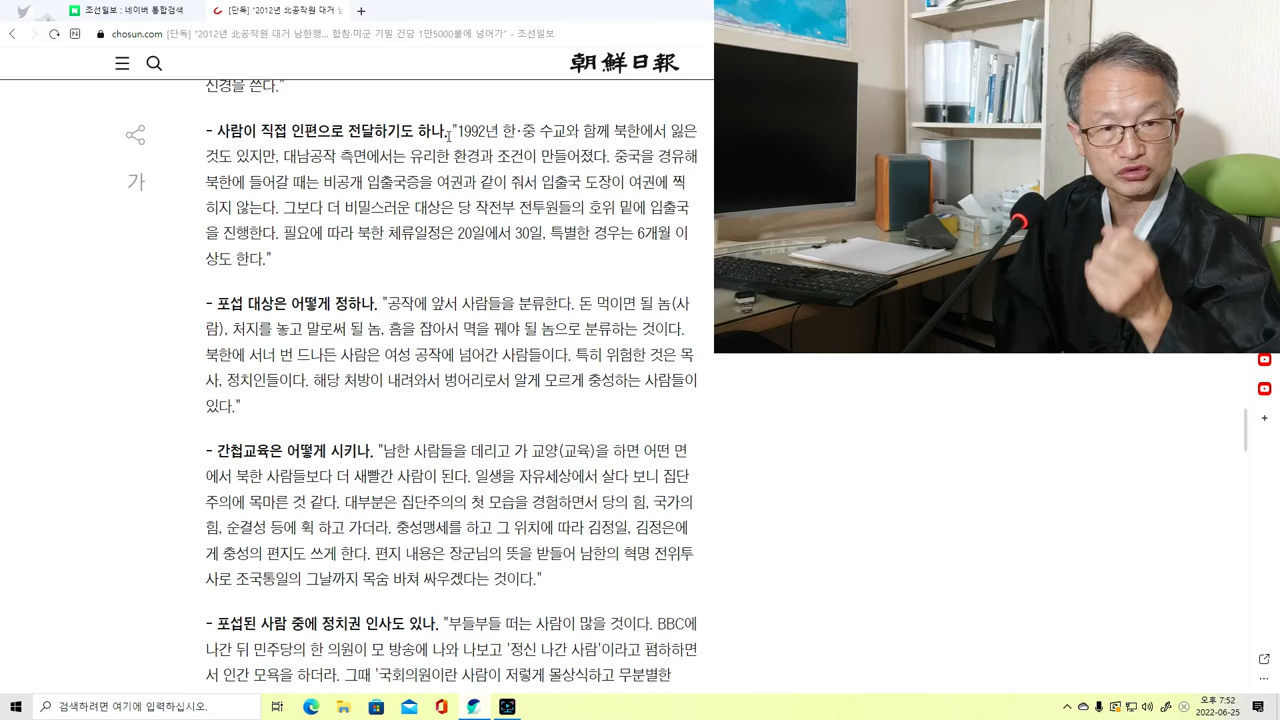 조선일보 : 네이버 통합검색
[단독] "2012년 北공작원 대거 남
chosun.com [단독] "2012년 北공작원 대거 남한행... 합참·미군 기밀 건당 1만5000불에 넘어가" - 조선일보
朝鮮日報
신경을 쓴다."
가
- 사람이 직접 인편으로 전달하기도 하나. "1992년 한·중 수교와 함께 북한에서 잃은
것도 있지만, 대남공작 측면에서는 유리한 환경과 조건이 만들어졌다. 중국을 경유해
북한에 들어갈 때는 비공개 입출국증을 여권과 같이 줘서 입출국 도장이 여권에 찍
히지 않는다. 그보다 더 비밀스러운 대상은 당 작전부 전투원들의 호위 밑에 입출국
을 진행한다. 필요에 따라 북한 체류일정은 20일에서 30일, 특별한 경우는 6개월 이
상도 한다."
- 포섭 대상은 어떻게 정하나. "공작에 앞서 사람들을 분류한다. 돈 먹이면 될 놈(사
람), 처지를 놓고 말로써 될 놈, 흠을 잡아서 멱을 꿰야 될 놈으로 분류하는 것이다.
북한에 서너 번 드나든 사람은 여성 공작에 넘어간 사람들이다. 특히 위험한 것은 목
사, 정치인들이다. 해당 처방이 내려와서 벙어리로서 알게 모르게 충성하는 사람들이
있다."
- 간첩교육은 어떻게 시키나. "남한 사람들을 데리고 가 교양(교육)을 하면 어떤 면
에서 북한 사람들보다 더 새빨간 사람이 된다. 일생을 자유세상에서 살다 보니 집단
주의에 목마른 것 같다. 대부분은 집단주의의 첫 모습을 경험하면서 당의 힘, 국가의
힘, 순결성 등에 획 하고 가더라. 충성맹세를 하고 그 위치에 따라 김정일, 김정은에
게 충성의 편지도 쓰게 한다. 편지 내용은 장군님의 뜻을 받들어 남한의 혁명 전위투
사로 조국통일의 그날까지 목숨 바쳐 싸우겠다는 것이다."
- 포섭된 사람 중에 정치권 인사도 있나. "부들부들 떠는 사람이 많을 것이다. BBC에
나간 뒤 민주당의 한 의원이 모 방송에 나와 나보고 '정신 나간 사람'이라고 폄하하면
서 인간 모욕을 하더라. 그때 '국회의원이란 사람이 저렇게 몰상식하고 무분별한
검색하려면 여기에 입력하십시오.
오후 7:52
2022-06-25